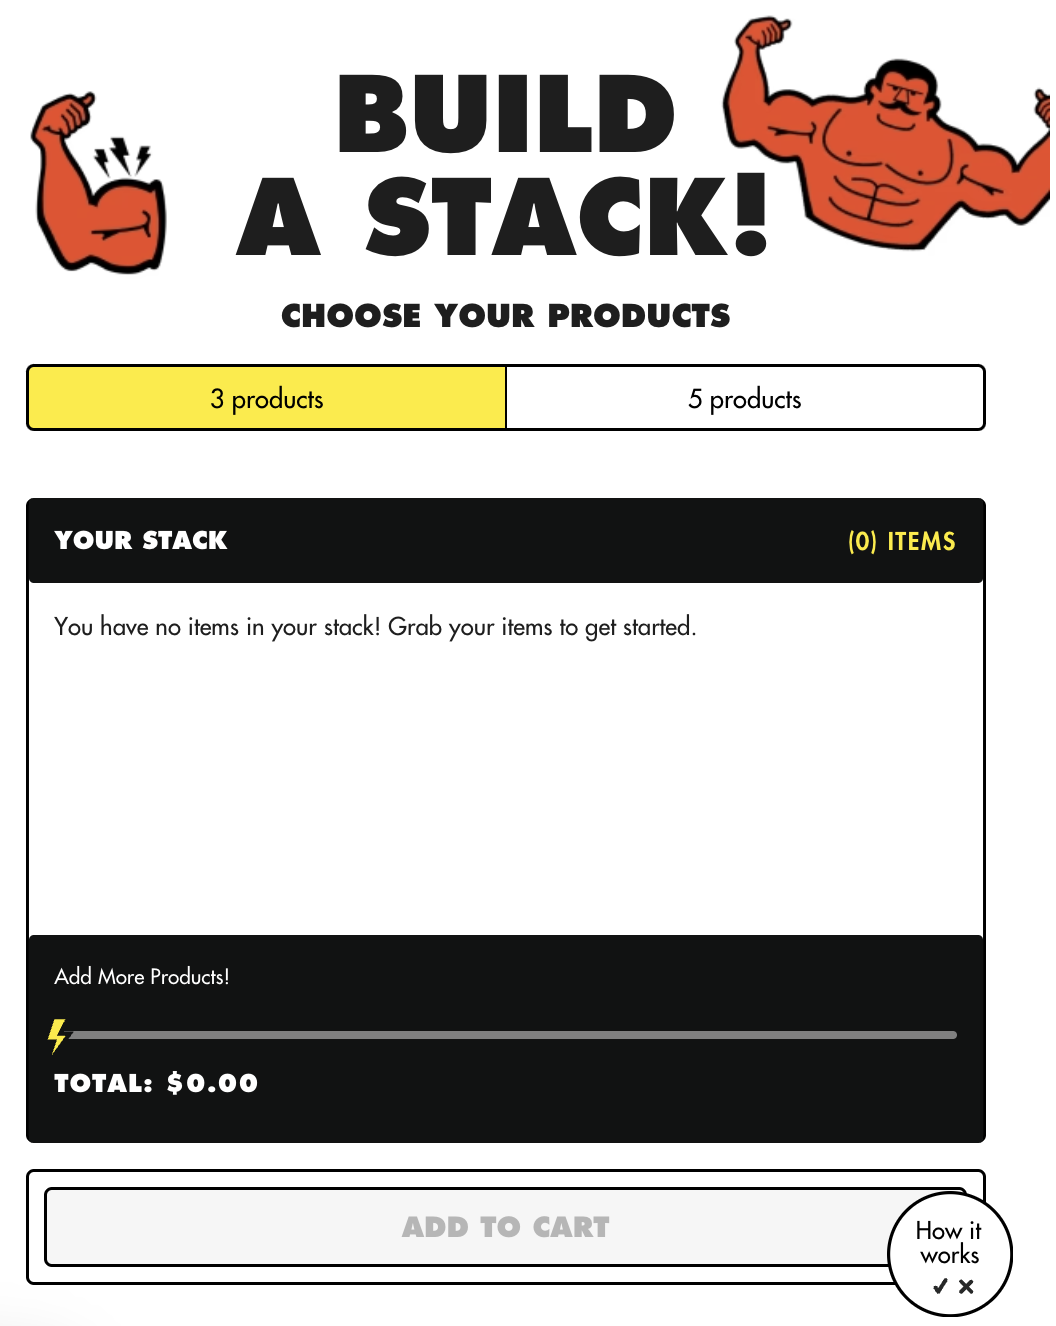 BUILD
A STACK!
CHOOSE YOUR PRODUCTS
3 products
5 products
YOUR STACK
(0) ITEMS
You have no items in your stack! Grab your items to get started.
Add More Products!
TOTAL: $0.00
ADD TO CART
How it
works